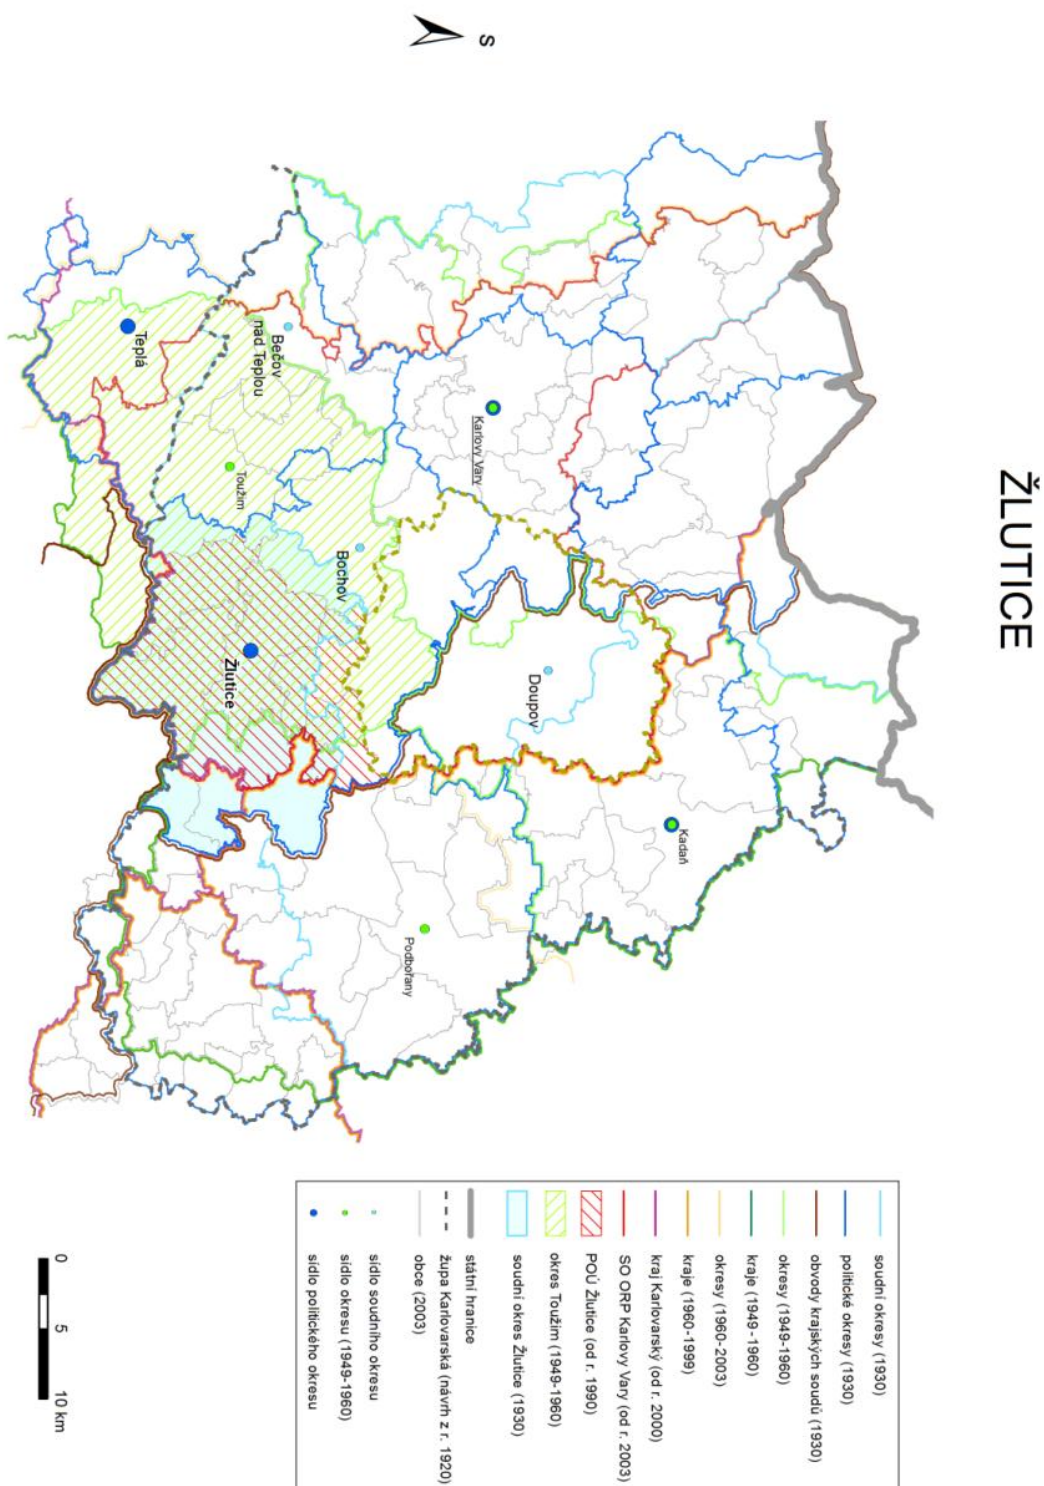 ŽLUTICE
S
Karlovy Vary
Kadaň
Doupov
Podbořany
Bečov
nad Teplou
Bochov
Toužim
Žlutice
Teplá
soudní okresy (1930)
politické okresy (1930)
obvody krajských soudů (1930)
okresy (1949-1960)
kraje (1949-1960)
okresy (1960-2003)
kraje (1960-1999)
kraj Karlovarský (od r. 2000)
SO ORP Karlovy Vary (od r. 2003)
POÚ Žlutice (od r. 1990)
okres Toužim (1949-1960)
soudní okres Žlutice (1930)
státní hranice
župa Karlovarská (návrh z r. 1920)
obce (2003)
sídlo soudního okresu
sídlo okresu (1949-1960)
sídlo politického okresu
0 5 10 km